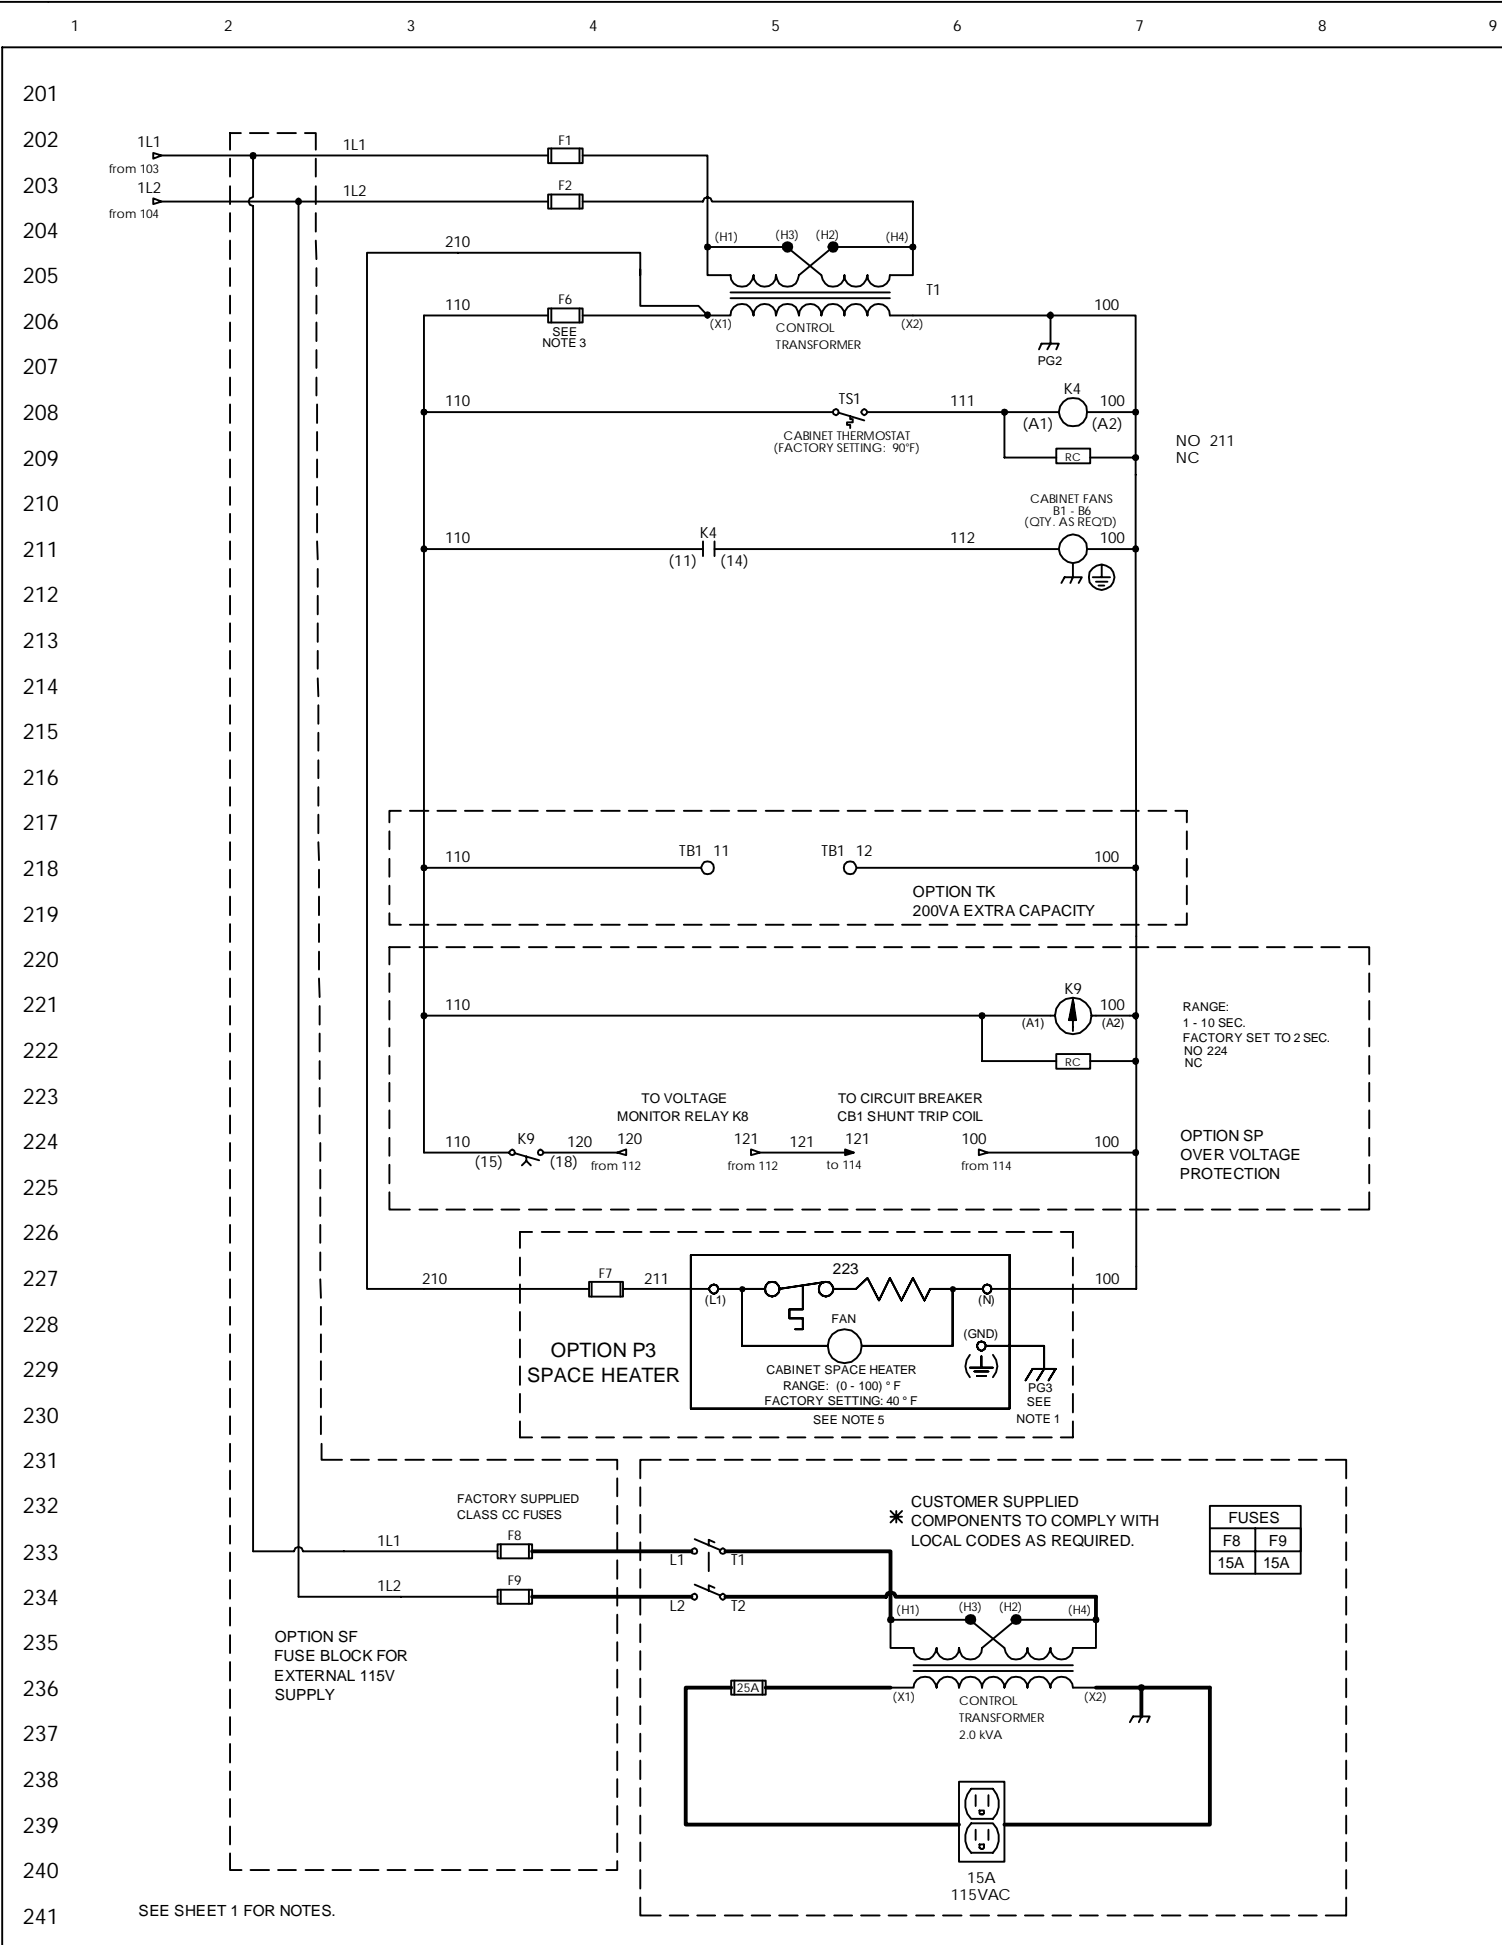 1 2 3 4 5 6 7 8 9
201
202 1L1 1L1 F1
from 103
203 1L2 1L2 F2
from 104
204 210 (H1) (H3) (H2) (H4)
205 T1
206 110 F6 (X1) (X2) 100
SEE
NOTE 3
CONTROL
TRANSFORMER
PG2
207
208 110 TS1 111 K4 100
(A1) (A2)
CABINET THERMOSTAT
(FACTORY SETTING: 90°F)
NO 211
209 RC NC
210 CABINET FANS
B1 - B6
(QTY. AS REQ'D)
211 110 K4 112 100
(11) (14)
212
213
214
215
216
217
218 110 TB1 11 TB1 12 100
OPTION TK
219 200VA EXTRA CAPACITY
220
221 110 K9 100
(A1) (A2)
RANGE:
1 - 10 SEC.
FACTORY SET TO 2 SEC.
222 RC NO 224
NC
223 TO VOLTAGE
MONITOR RELAY K8
TO CIRCUIT BREAKER
CB1 SHUNT TRIP COIL
224 110 K9 120 120 121 121 121 100 100
(15) (18) from 112 from 112 to 114 from 114
OPTION SP
OVER VOLTAGE
PROTECTION
225
226
227 210 F7 211 223 100
(L1) (N)
228 FAN (GND)
OPTION P3
229 SPACE HEATER
CABINET SPACE HEATER
RANGE: (0 - 100) ° F
FACTORY SETTING: 40 ° F
PG3
SEE
NOTE 1
230 SEE NOTE 5
231
232 FACTORY SUPPLIED
CLASS CC FUSES
CUSTOMER SUPPLIED
COMPONENTS TO COMPLY WITH
LOCAL CODES AS REQUIRED.
FUSES
F8 F9
15A 15A
233 1L1 F8 L1 T1
234 1L2 F9 L2 T2
(H1) (H3) (H2) (H4)
235 OPTION SF
FUSE BLOCK FOR
EXTERNAL 115V
SUPPLY
236 25A (X1) (X2)
CONTROL
TRANSFORMER
2.0 kVA
237
238
239
240
15A
115VAC
241 SEE SHEET 1 FOR NOTES.